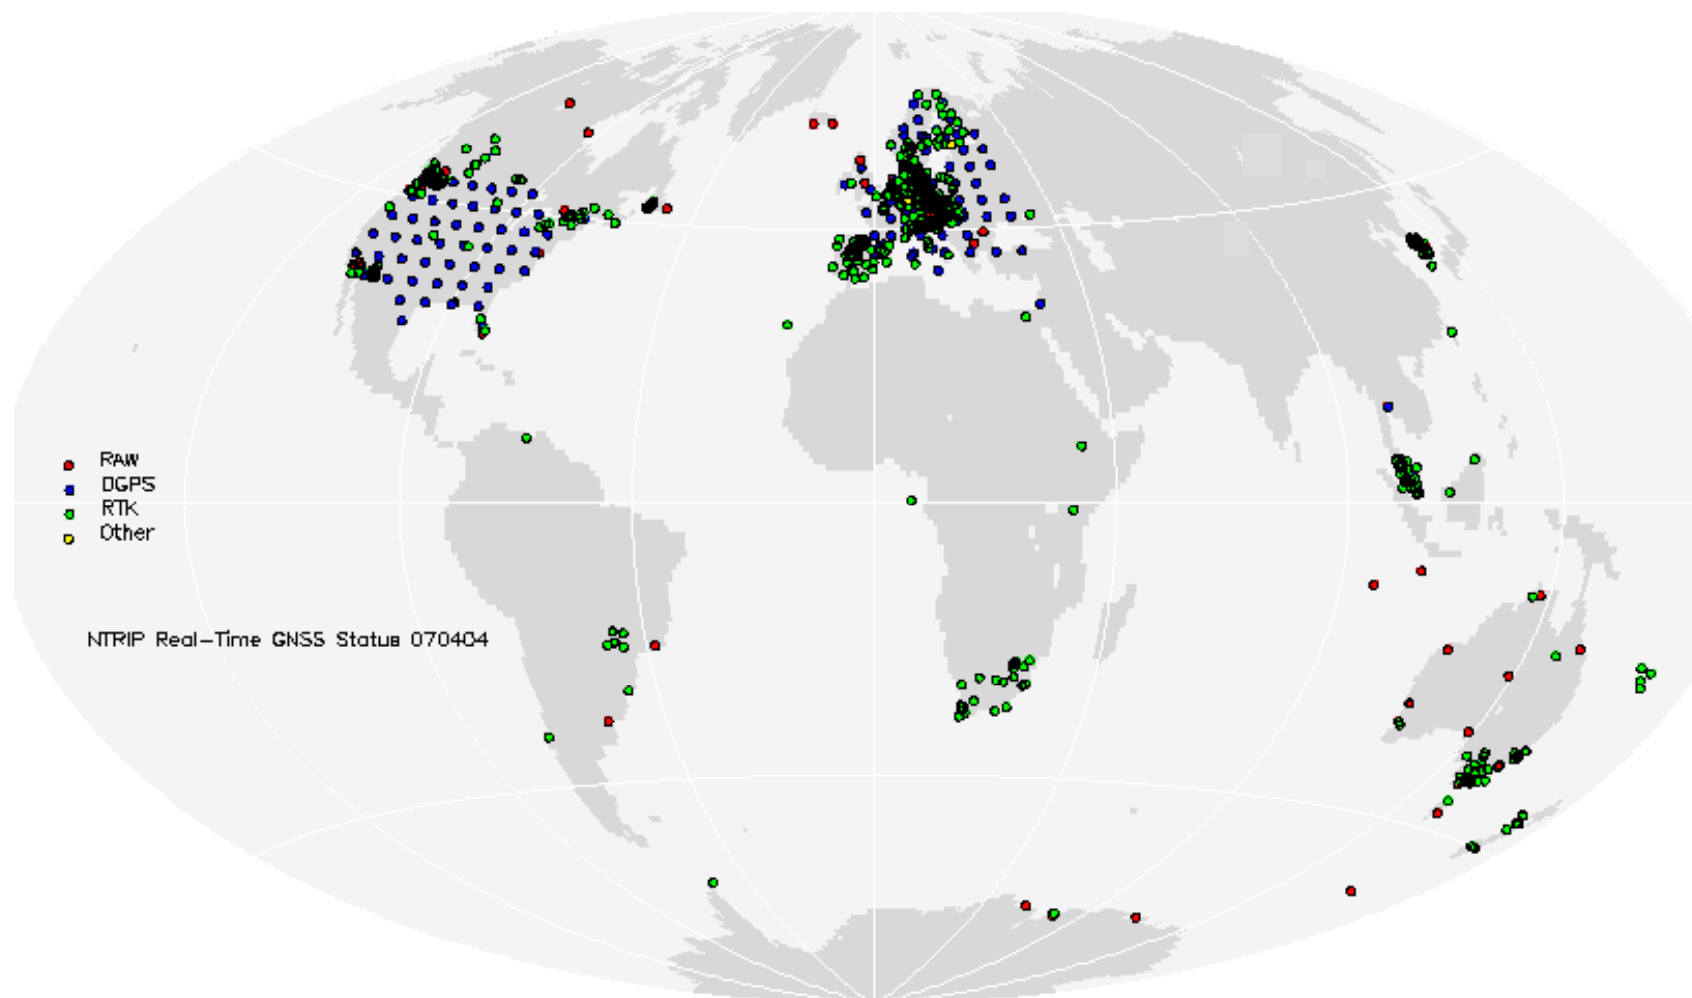 RAW
DGPS
RTK
Other
NTRIP Real-Time GNSS Status 070404